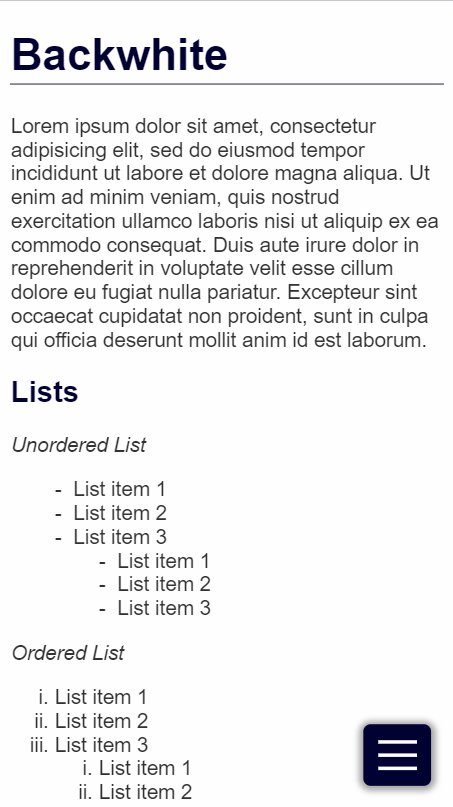 Backwhite
Lorem ipsum dolor sit amet, consectetur
adipisicing elit, sed do eiusmod tempor
incididunt ut labore et dolore magna aliqua. Ut
enim ad minim veniam, quis nostrud
exercitation ullamco laboris nisi ut aliquip ex ea
commodo consequat. Duis aute irure dolor in
reprehenderit in voluptate velit esse cillum
dolore eu fugiat nulla pariatur. Excepteur sint
occaecat cupidatat non proident, sunt in culpa
qui officia deserunt mollit anim id est laborum.
Lists
Unordered List
- List item 1
- List item 2
- List item 3
- List item 1
- List item 2
- List item 3
Ordered List
i. List item 1
ii. List item 2
iii. List item 3
i. List item 1
ii. List item 2